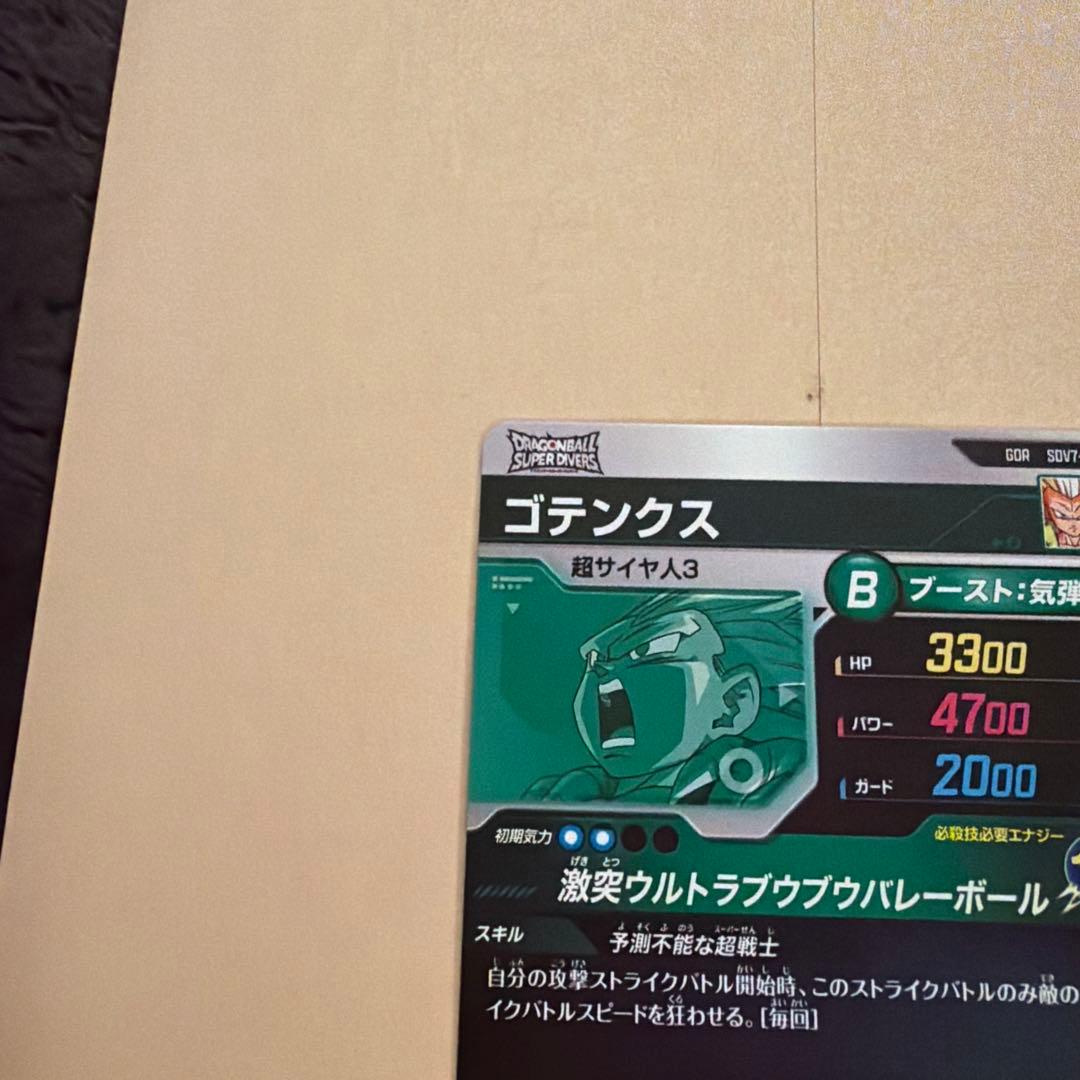 DRAGONBALL
SUPER DIVERS
GDR SDV7-
ゴテンクス
超サイヤ人3
B ブースト:気弾
HP 3300
パワー 4700
ガード 2000
初期気力
必殺技必要エナジー
激突ウルトラブウブウバレーボール
スキル 予測不能な超戦士
自分の攻撃ストライクバトル開始時、このストライクバトルのみ敵の
イクバトルスピードを狂わせる。[毎回]